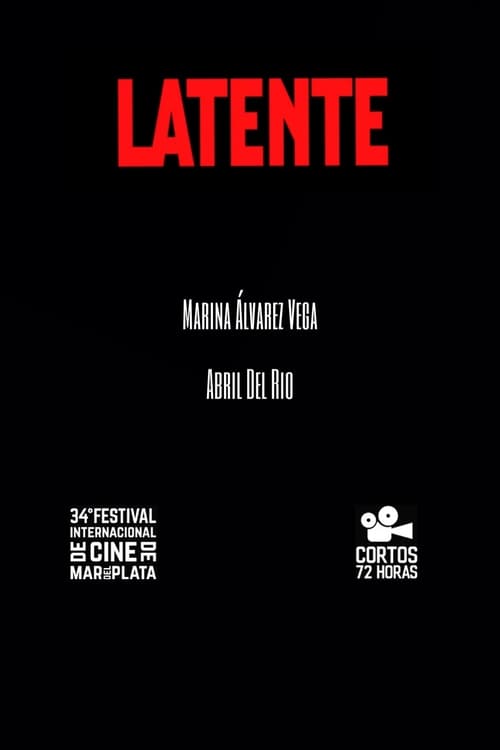 LATENTE
MARINA ÁLVAREZ VEGA
ABRIL DEL RIO
34° FESTIVAL
INTERNACIONAL
DE CINE DE
MAR DEL PLATA
CORTOS
72 HORAS